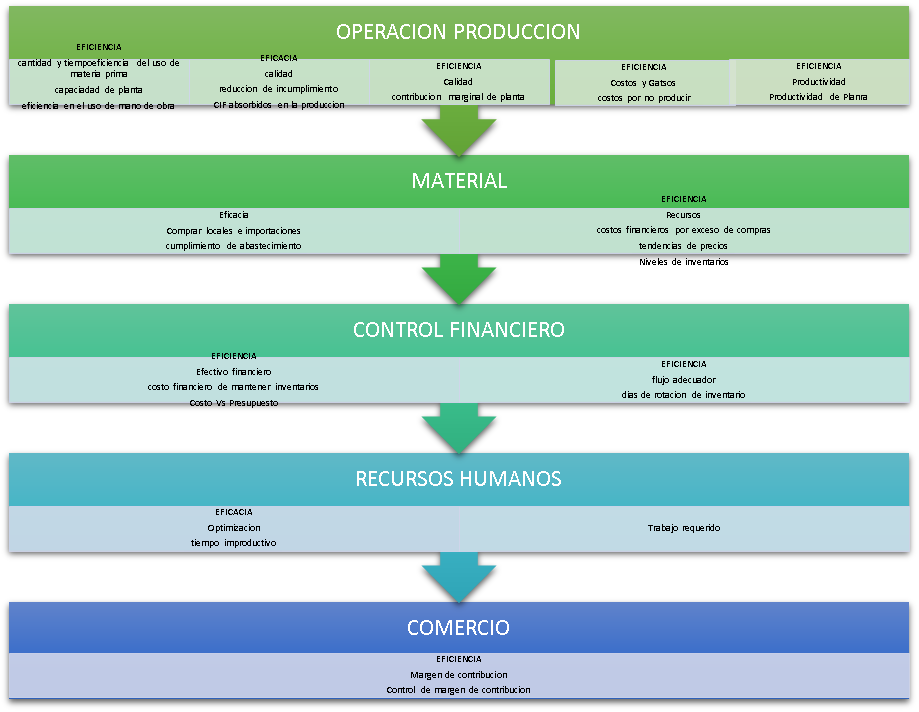 OPERACION PRODUCCION
EFICIENCIA
cantidad y tiempoeficiencia del uso de
materia prima
capaciadad de planta
eficiencia en el uso de mano de obra
EFICACIA
calidad
reduccion de incumplimiento
CIF absorbidos en la produccion
EFICIENCIA
Calidad
contribucion marginal de planta
EFICIENCIA
Costos y Gatsos
costos por no producir
EFICIENCIA
Productividad
Productividad de Planra
MATERIAL
Eficacia
Comprar locales e importaciones
cumplimiento de abastecimiento
EFICIENCIA
Recursos
costos financieros por exceso de compras
tendencias de precios
Niveles de inventarios
CONTROL FINANCIERO
EFICIENCIA
Efectivo financiero
costo financiero de mantener inventarios
Costo Vs Presupuesto
EFICIENCIA
flujo adecuador
dias de rotacion de inventario
RECURSOS HUMANOS
EFICACIA
Optimizacion
tiempo improductivo
Trabajo requerido
COMERCIO
EFICIENCIA
Margen de contribucion
Control de margen de contribucion